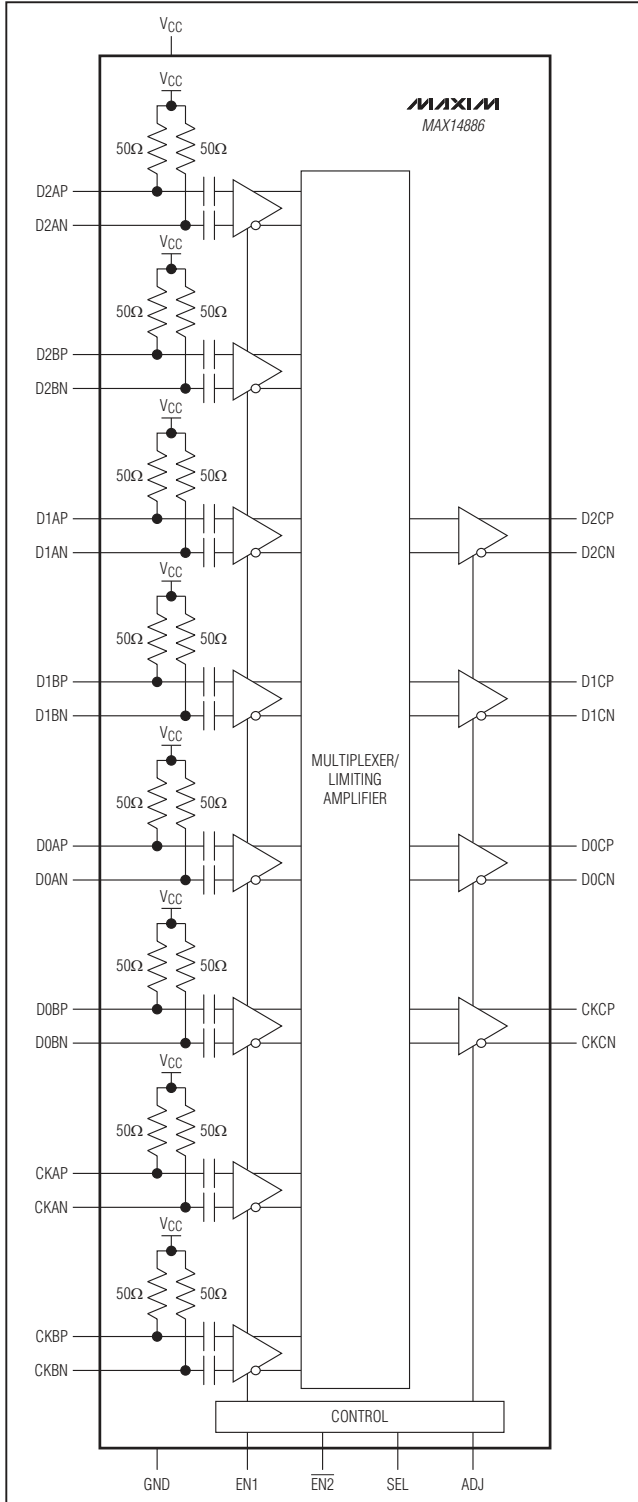 VCC
VCC
MAXIM
MAX14886
50Ω 50Ω
D2AP
D2AN
VCC
50Ω 50Ω
D2BP
D2BN
VCC
50Ω 50Ω
D1AP
D1AN
D2CP
D2CN
VCC
50Ω 50Ω
D1BP
D1BN
D1CP
D1CN
VCC
50Ω 50Ω
MULTIPLEXER/
LIMITING
AMPLIFIER
D0AP
D0AN
D0CP
D0CN
VCC
50Ω 50Ω
D0BP
D0BN
CKCP
CKCN
VCC
50Ω 50Ω
CKAP
CKAN
VCC
50Ω 50Ω
CKBP
CKBN
CONTROL
GND EN1 E̅N̅2̅ SEL ADJ